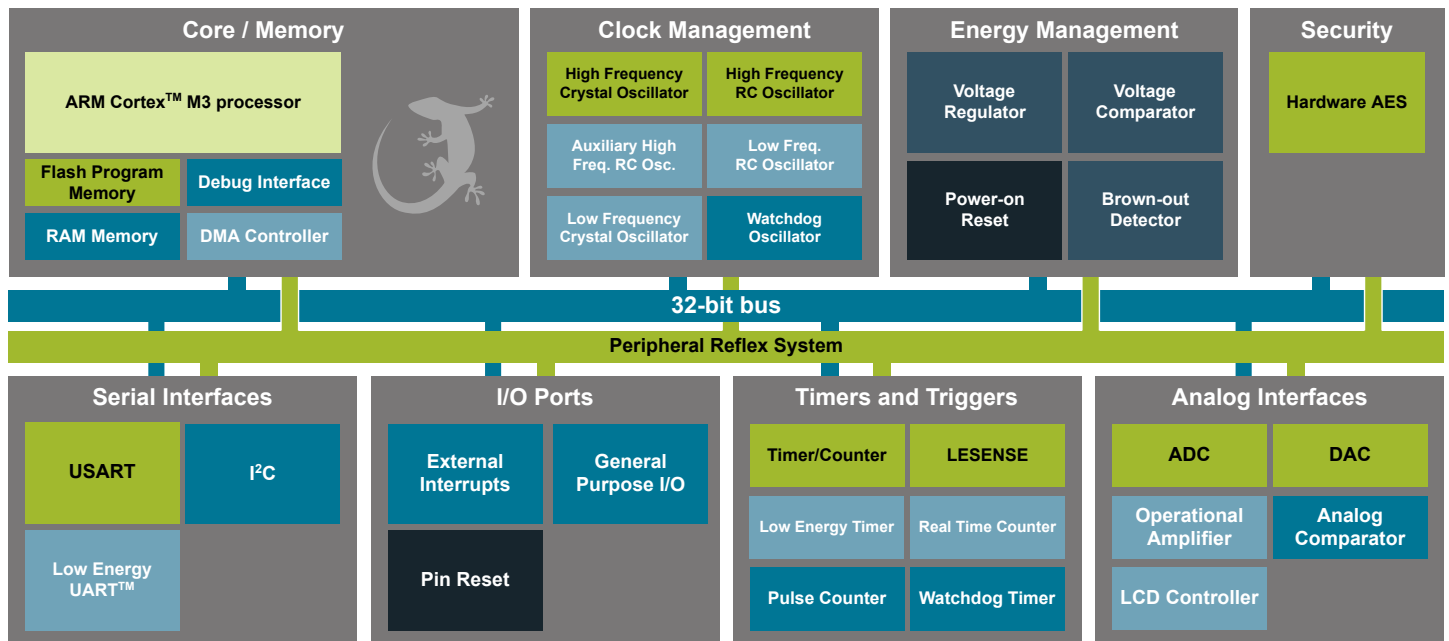 Core / Memory
ARM Cortex™ M3 processor
Flash Program
Memory
Debug Interface
RAM Memory
DMA Controller
Clock Management
High Frequency
Crystal Oscillator
High Frequency
RC Oscillator
Auxiliary High
Freq. RC Osc.
Low Freq.
RC Oscillator
Low Frequency
Crystal Oscillator
Watchdog
Oscillator
Energy Management
Voltage
Regulator
Voltage
Comparator
Power-on
Reset
Brown-out
Detector
Security
Hardware AES
32-bit bus
Peripheral Reflex System
Serial Interfaces
USART
I²C
Low Energy
UART™
I/O Ports
External
Interrupts
General
Purpose I/O
Pin Reset
Timers and Triggers
Timer/Counter
LESENSE
Low Energy Timer
Real Time Counter
Pulse Counter
Watchdog Timer
Analog Interfaces
ADC
DAC
Operational
Amplifier
Analog
Comparator
LCD Controller